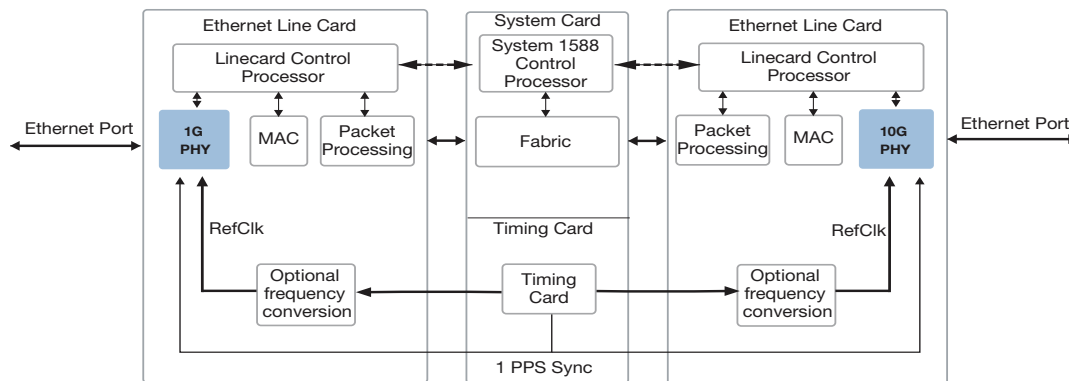 Ethernet Line Card
System Card
Ethernet Line Card
Linecard Control
Processor
System 1588
Control
Processor
Linecard Control
Processor
Ethernet Port
1G
PHY
MAC
Packet
Processing
Fabric
Packet
Processing
MAC
10G
PHY
Ethernet Port
RefClk
Timing Card
RefClk
Optional
frequency
conversion
Timing
Card
Optional
frequency
conversion
1 PPS Sync